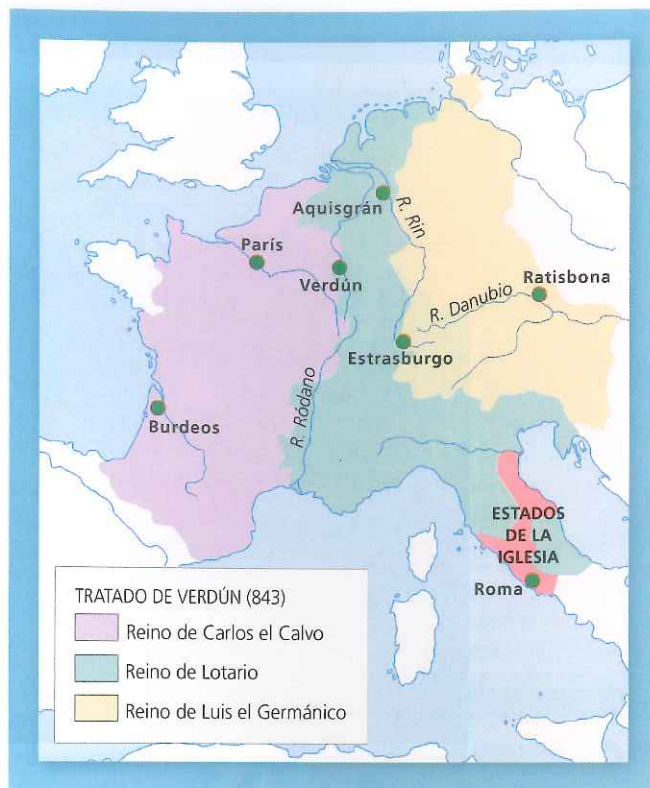 Aquisgrán
R. Rin
París
Verdún
Ratisbona
R. Danubio
Estrasburgo
R. Ródano
Burdeos
ESTADOS
DE LA
IGLESIA
Roma
TRATADO DE VERDÚN (843)
Reino de Carlos el Calvo
Reino de Lotario
Reino de Luis el Germánico